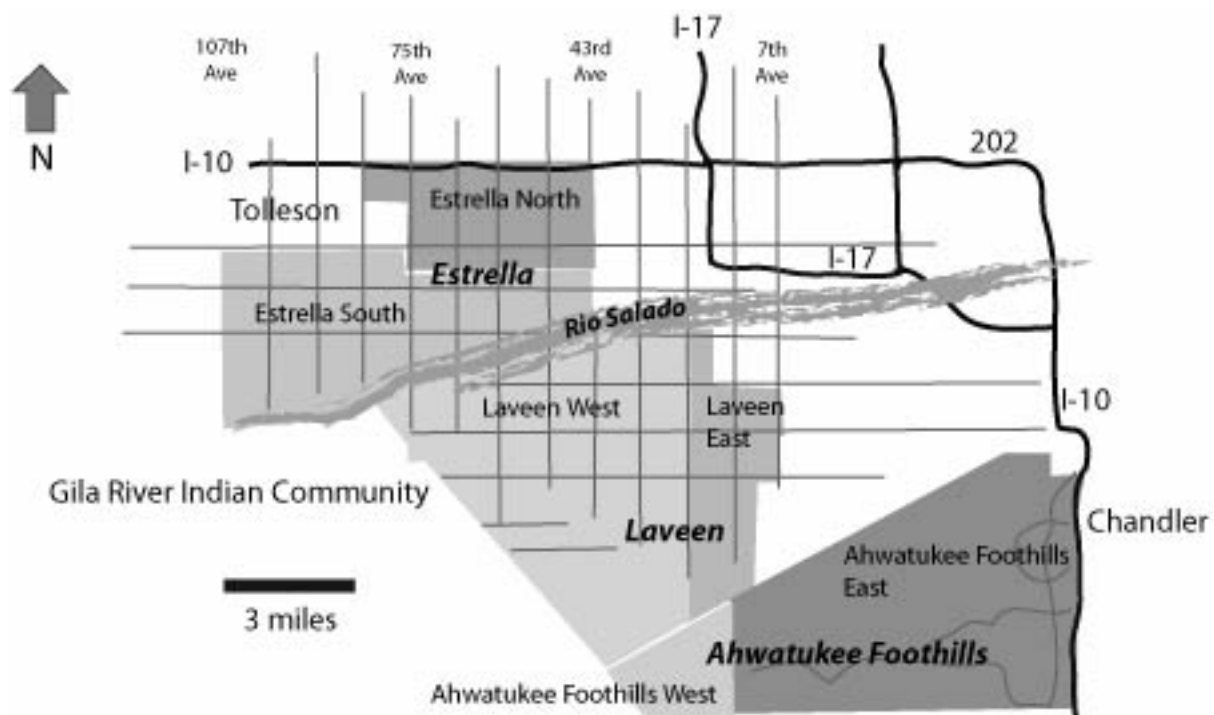 I-17
107th
Ave
75th
Ave
43rd
Ave
7th
Ave
N
I-10
202
Tolleson
Estrella North
Estrella
I-17
Estrella South
Rio Salado
Laveen West
Laveen
East
I-10
Gila River Indian Community
Laveen
Chandler
Ahwatukee Foothills
East
3 miles
Ahwatukee Foothills
Ahwatukee Foothills West